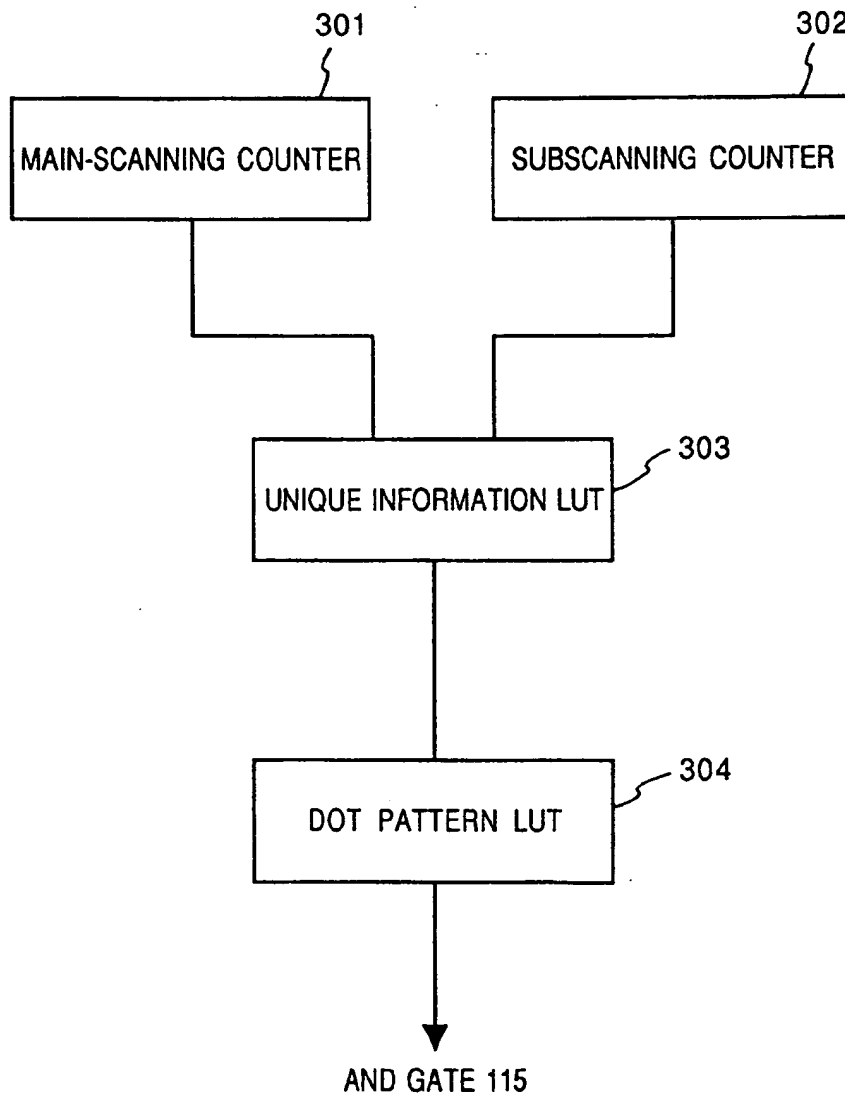 301
302
MAIN-SCANNING COUNTER
SUBSCANNING COUNTER
303
UNIQUE INFORMATION LUT
304
DOT PATTERN LUT
AND GATE 115